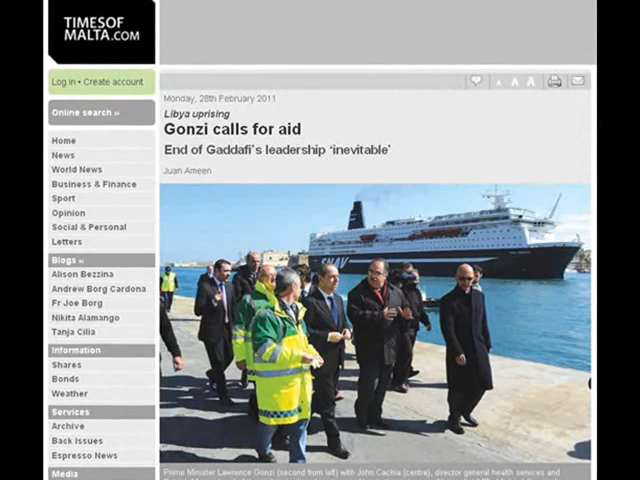 TIMESOF
MALTA.COM
Log in • Create account
Online search »
Home
News
World News
Business & Finance
Sport
Opinion
Social & Personal
Letters
Blogs »
Alison Bezzina
Andrew Borg Cardona
Fr Joe Borg
Nikita Alamango
Tanja Cilia
Information
Shares
Bonds
Weather
Services
Archive
Back Issues
Espresso News
Media
A A A
Monday, 28th February 2011
Libya uprising
Gonzi calls for aid
End of Gaddafi's leadership 'inevitable'
Juan Ameen
SNAV
Prime Minister Lawrence Gonzi (second from left) with John Cachia (centre), director general health services and